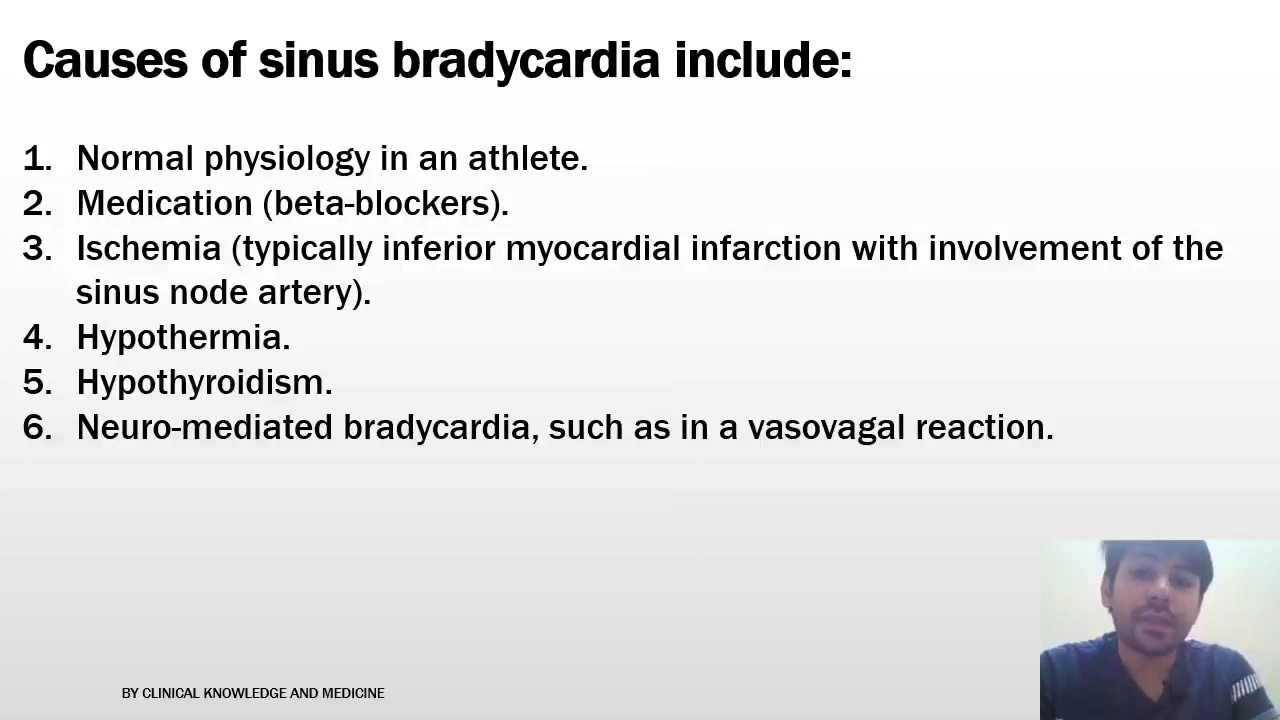 Causes of sinus bradycardia include:
1. Normal physiology in an athlete.
2. Medication (beta-blockers).
3. Ischemia (typically inferior myocardial infarction with involvement of the
sinus node artery).
4. Hypothermia.
5. Hypothyroidism.
6. Neuro-mediated bradycardia, such as in a vasovagal reaction.
BY CLINICAL KNOWLEDGE AND MEDICINE